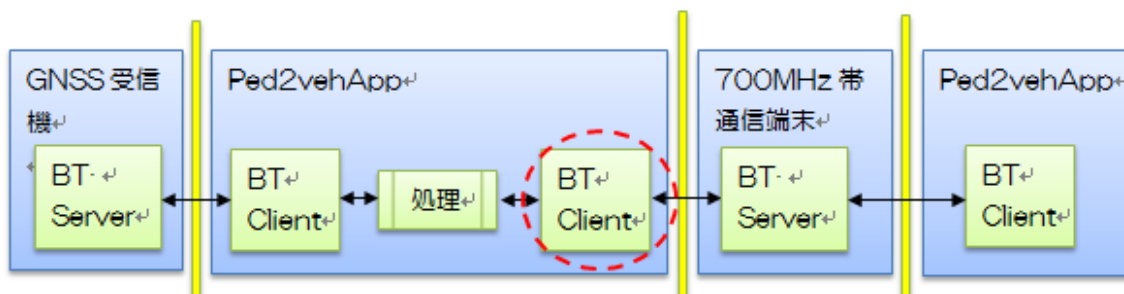 GNSS 受信
機
BT
Server
Ped2vehApp
BT
Client
処理
BT
Client
700MHz 帯
通信端末
BT
Server
Ped2vehApp
BT
Client